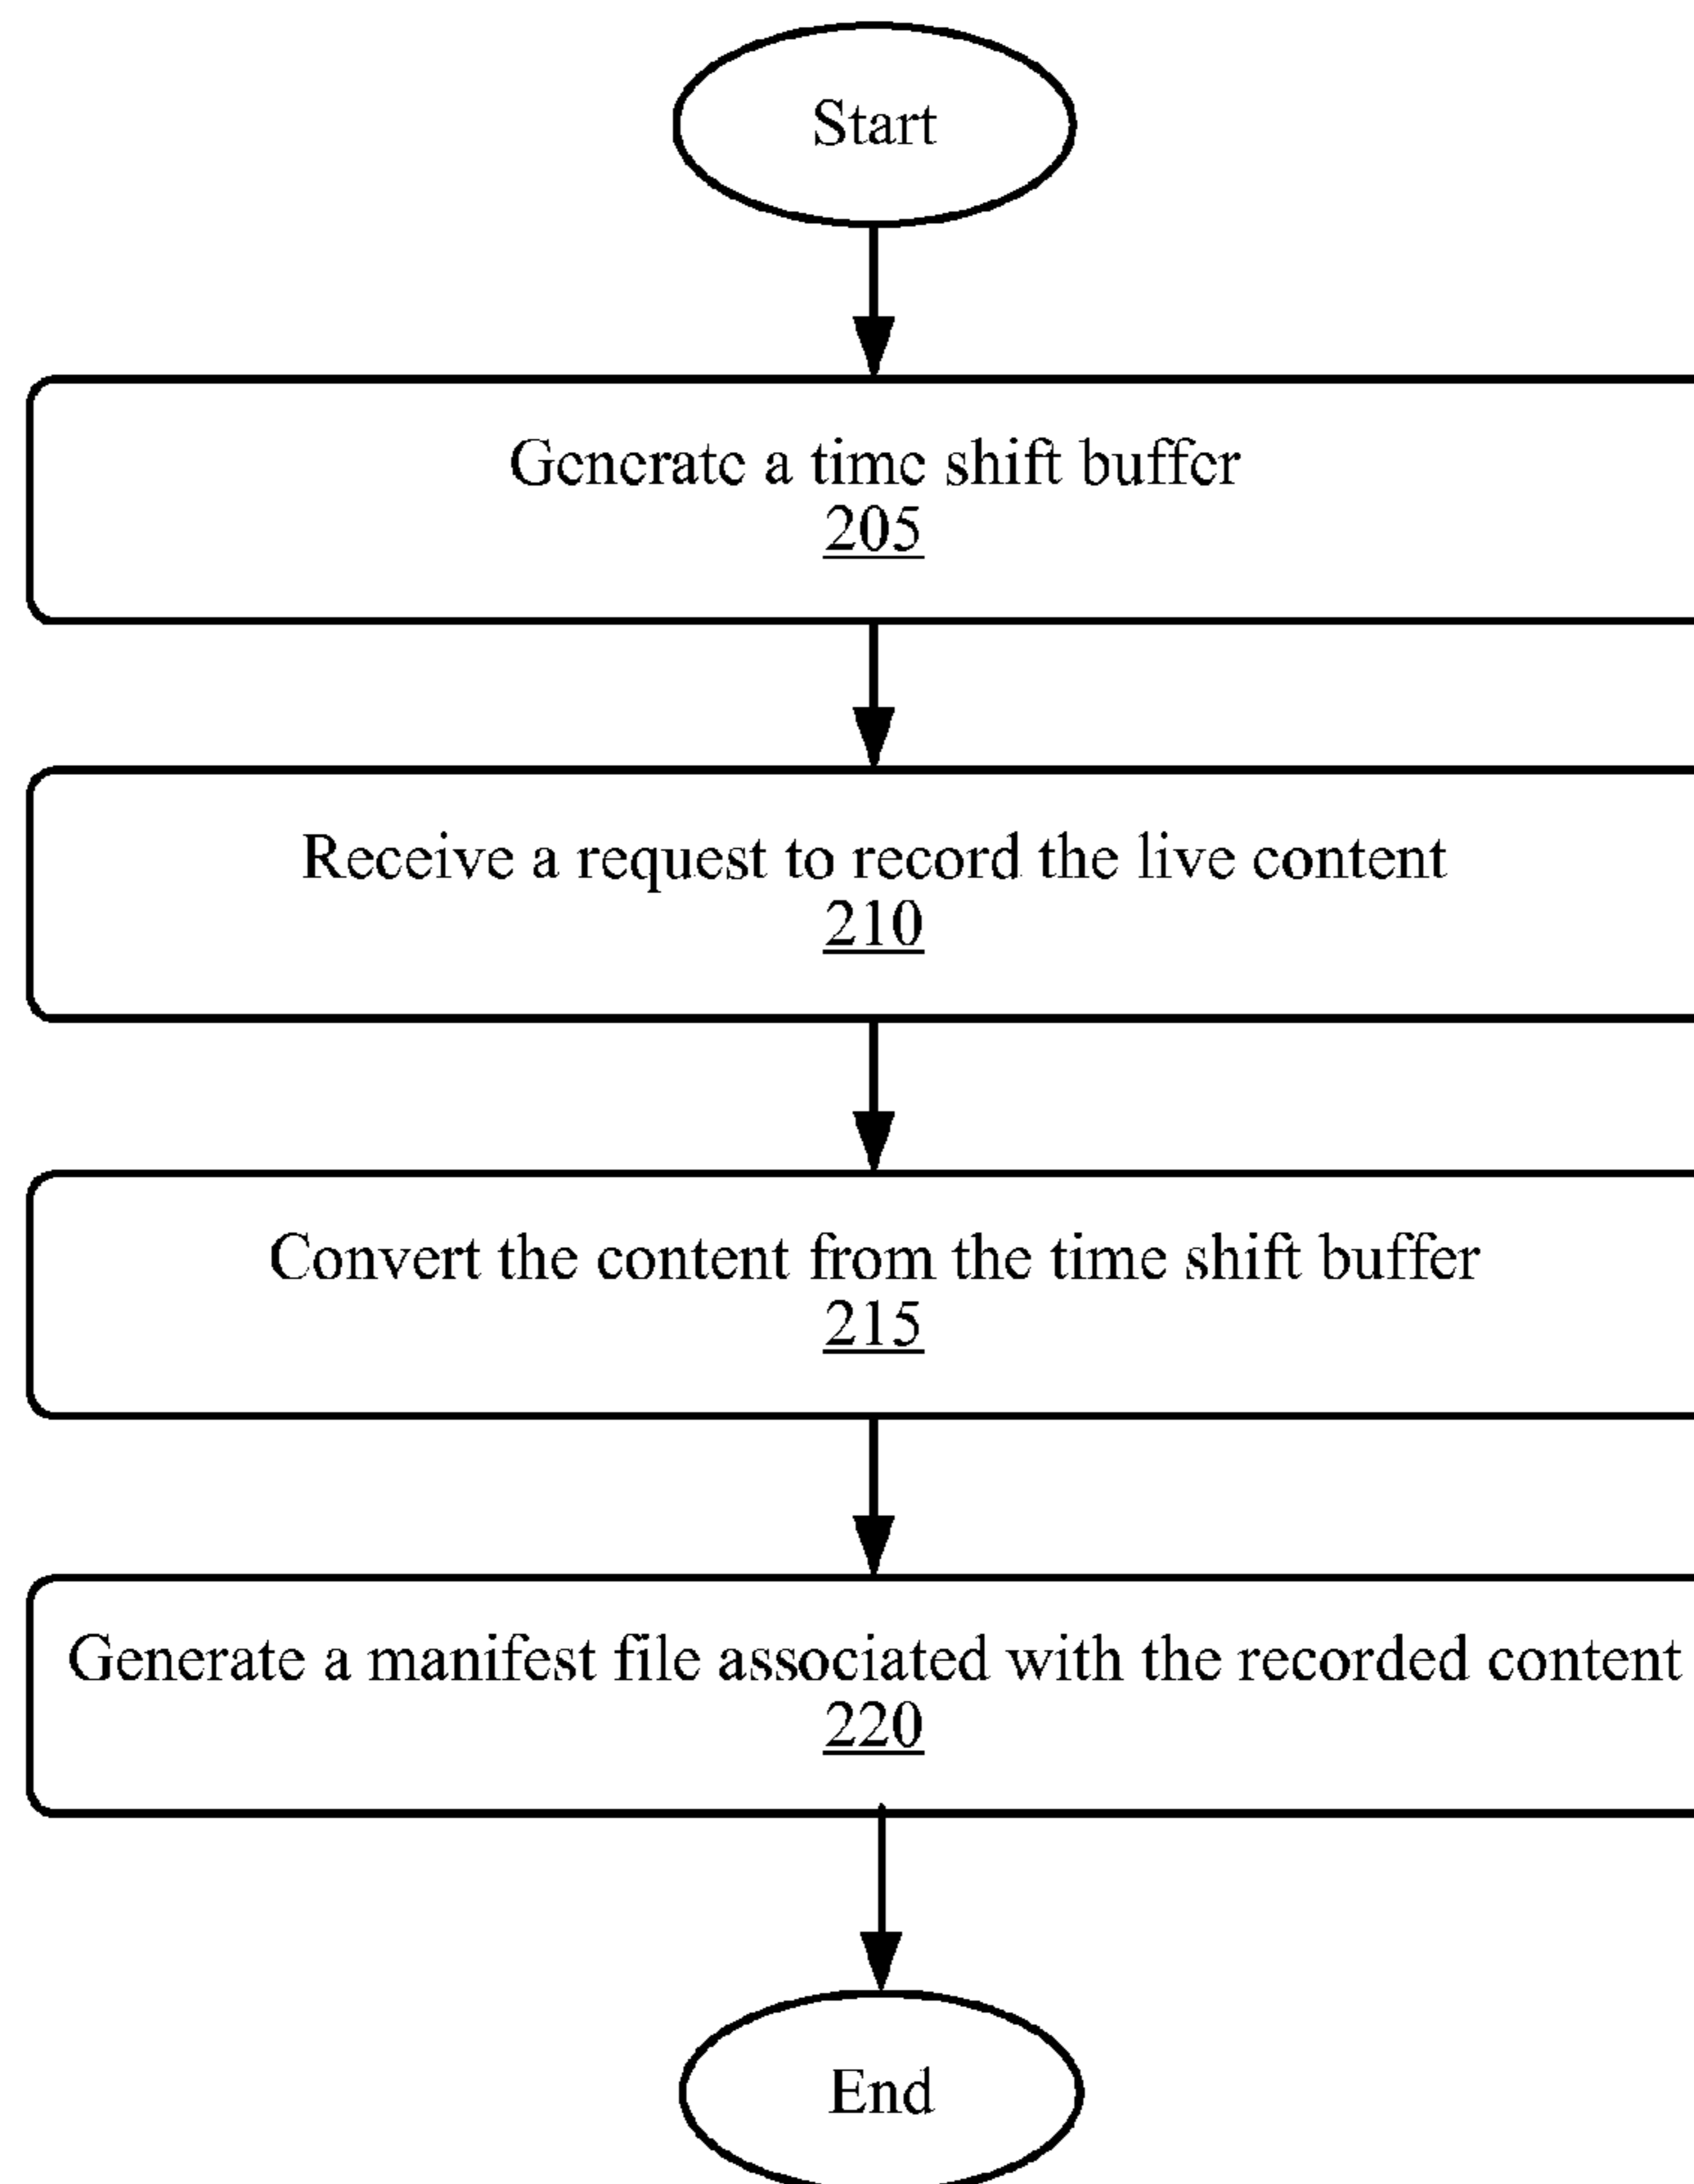 Start
Generate a time shift buffer
205
Receive a request to record the live content
210
Convert the content from the time shift buffer
215
Generate a manifest file associated with the recorded content
220
End